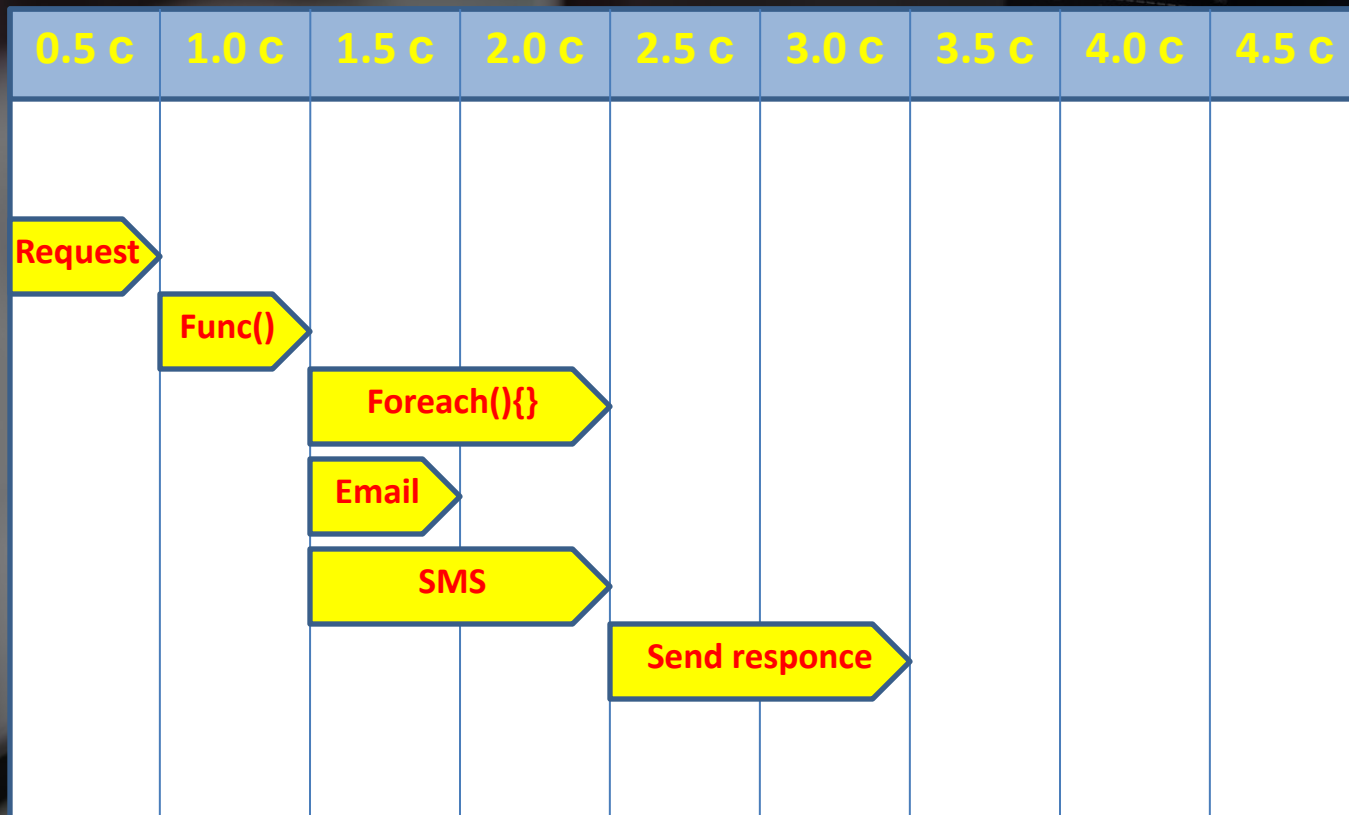 0.5 с 1.0 с 1.5 с 2.0 с 2.5 с 3.0 с 3.5 с 4.0 с 4.5 с
Request
Func()
Foreach(){}
Email
SMS
Send responce